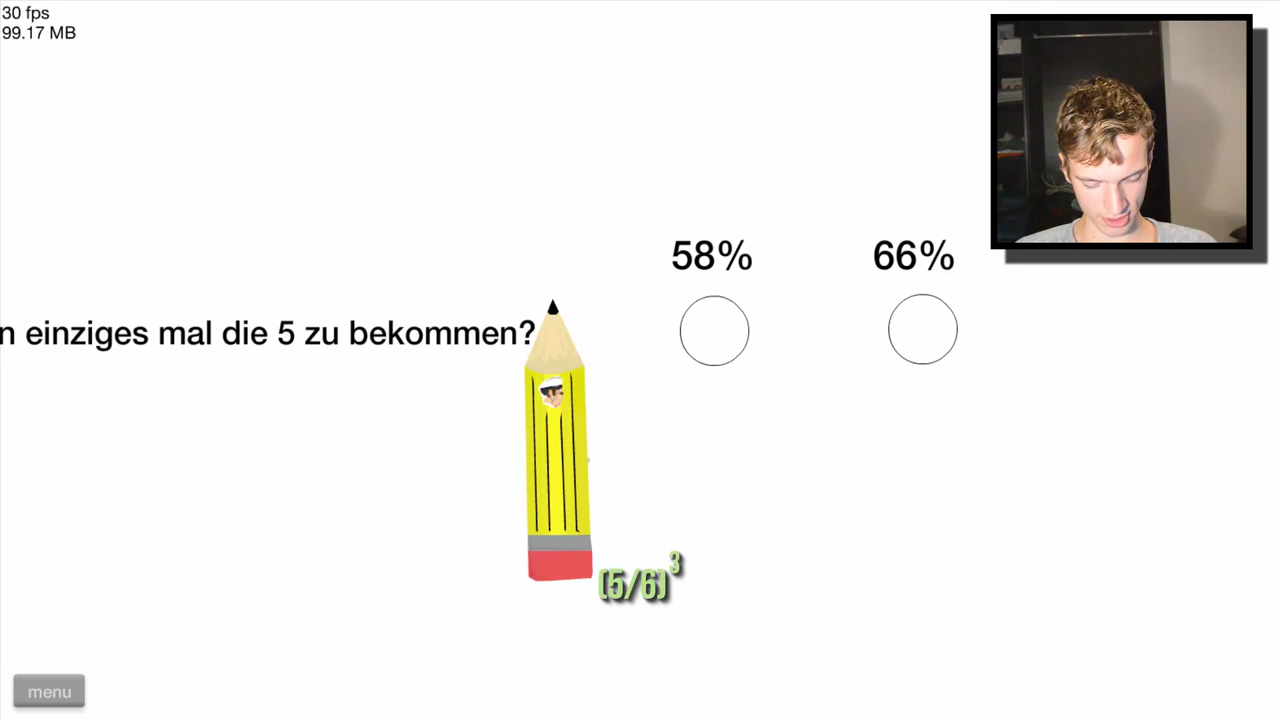 30 fps
99.17 MB
58% 66%
n einziges mal die 5 zu bekommen?
(5/6)³
menu